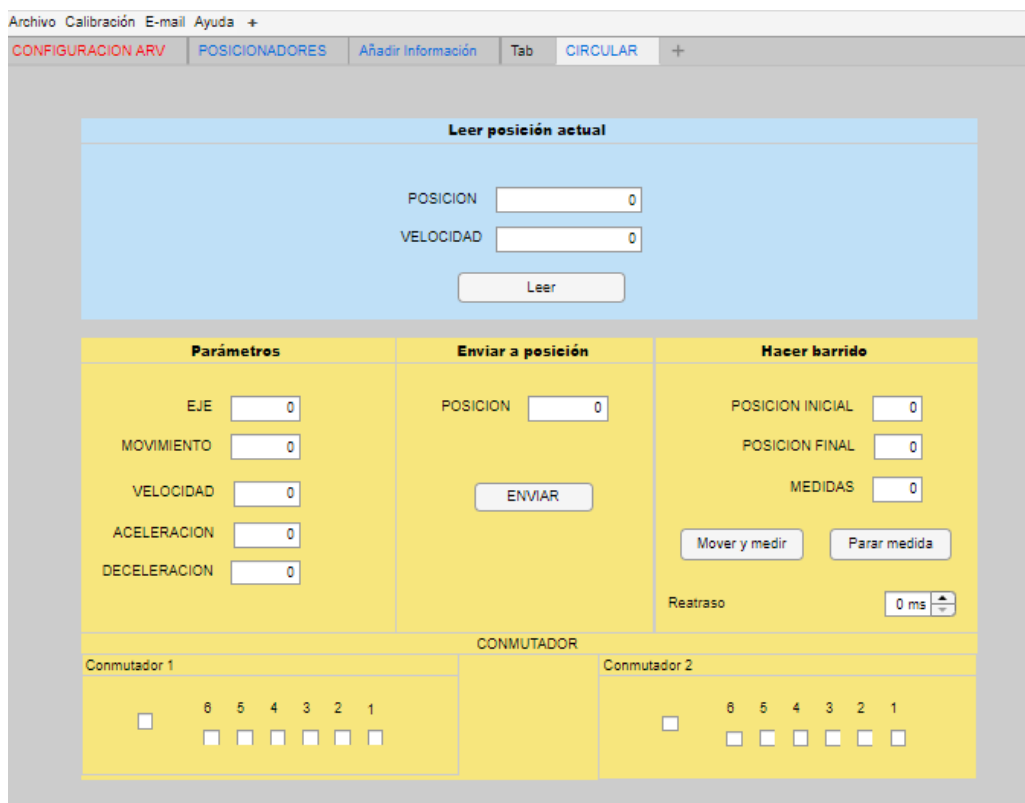 Archivo Calibración E-mail Ayuda +
CONFIGURACION ARV POSICIONADORES Añadir Información Tab CIRCULAR +
Leer posición actual
POSICION 0
VELOCIDAD 0
Leer
Parámetros
EJE 0
MOVIMIENTO 0
VELOCIDAD 0
ACELERACION 0
DECELERACION 0
Enviar a posición
POSICION 0
ENVIAR
Hacer barrido
POSICION INICIAL 0
POSICION FINAL 0
MEDIDAS 0
Mover y medir Parar medida
Reatraso 0 ms
CONMUTADOR
Conmutador 1
6 5 4 3 2 1
Conmutador 2
6 5 4 3 2 1